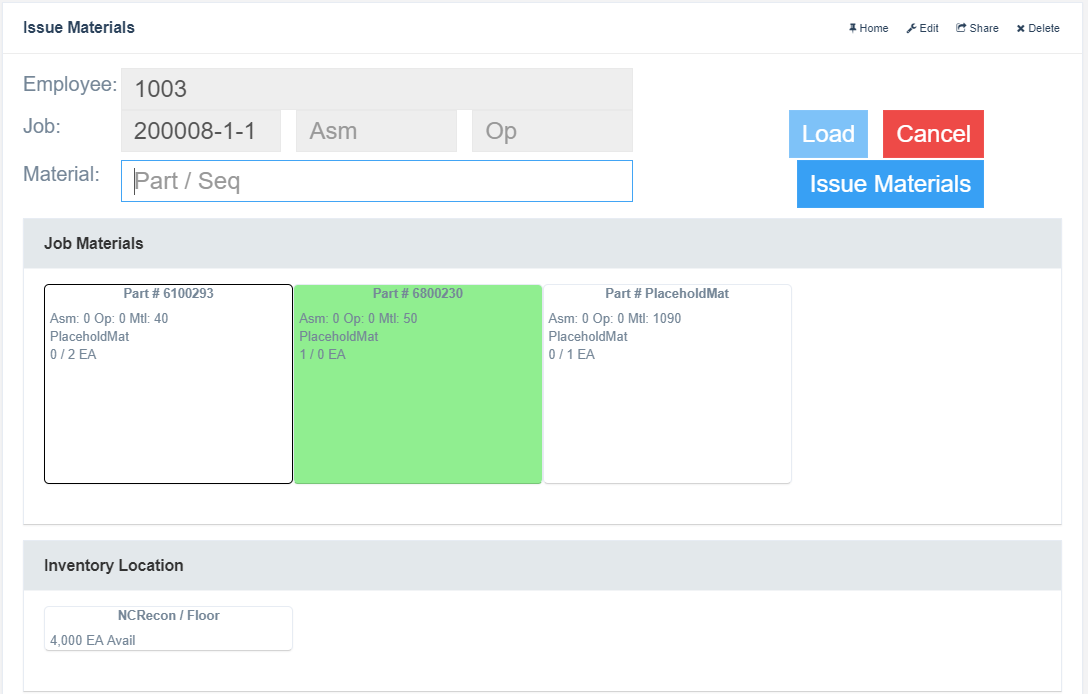 Issue Materials
Home Edit Share Delete
Employee: 1003
Job: 200008-1-1 Asm Op
Load Cancel
Material: Part / Seq
Issue Materials
Job Materials
Part # 6100293
Asm: 0 Op: 0 Mtl: 40
PlaceholdMat
0 / 2 EA
Part # 6800230
Asm: 0 Op: 0 Mtl: 50
PlaceholdMat
1 / 0 EA
Part # PlaceholdMat
Asm: 0 Op: 0 Mtl: 1090
PlaceholdMat
0 / 1 EA
Inventory Location
NCRecon / Floor
4,000 EA Avail